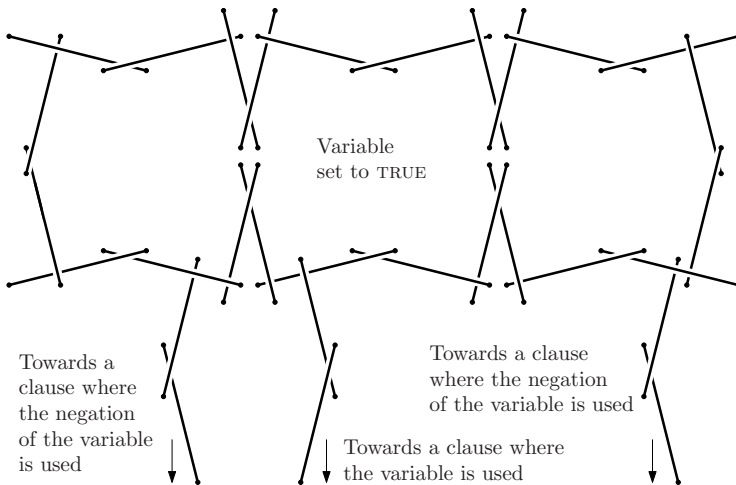 Variable
set to TRUE
Towards a
clause where
the negation
of the variable
is used
Towards a clause where
the variable is used
Towards a clause
where the negation
of the variable is used